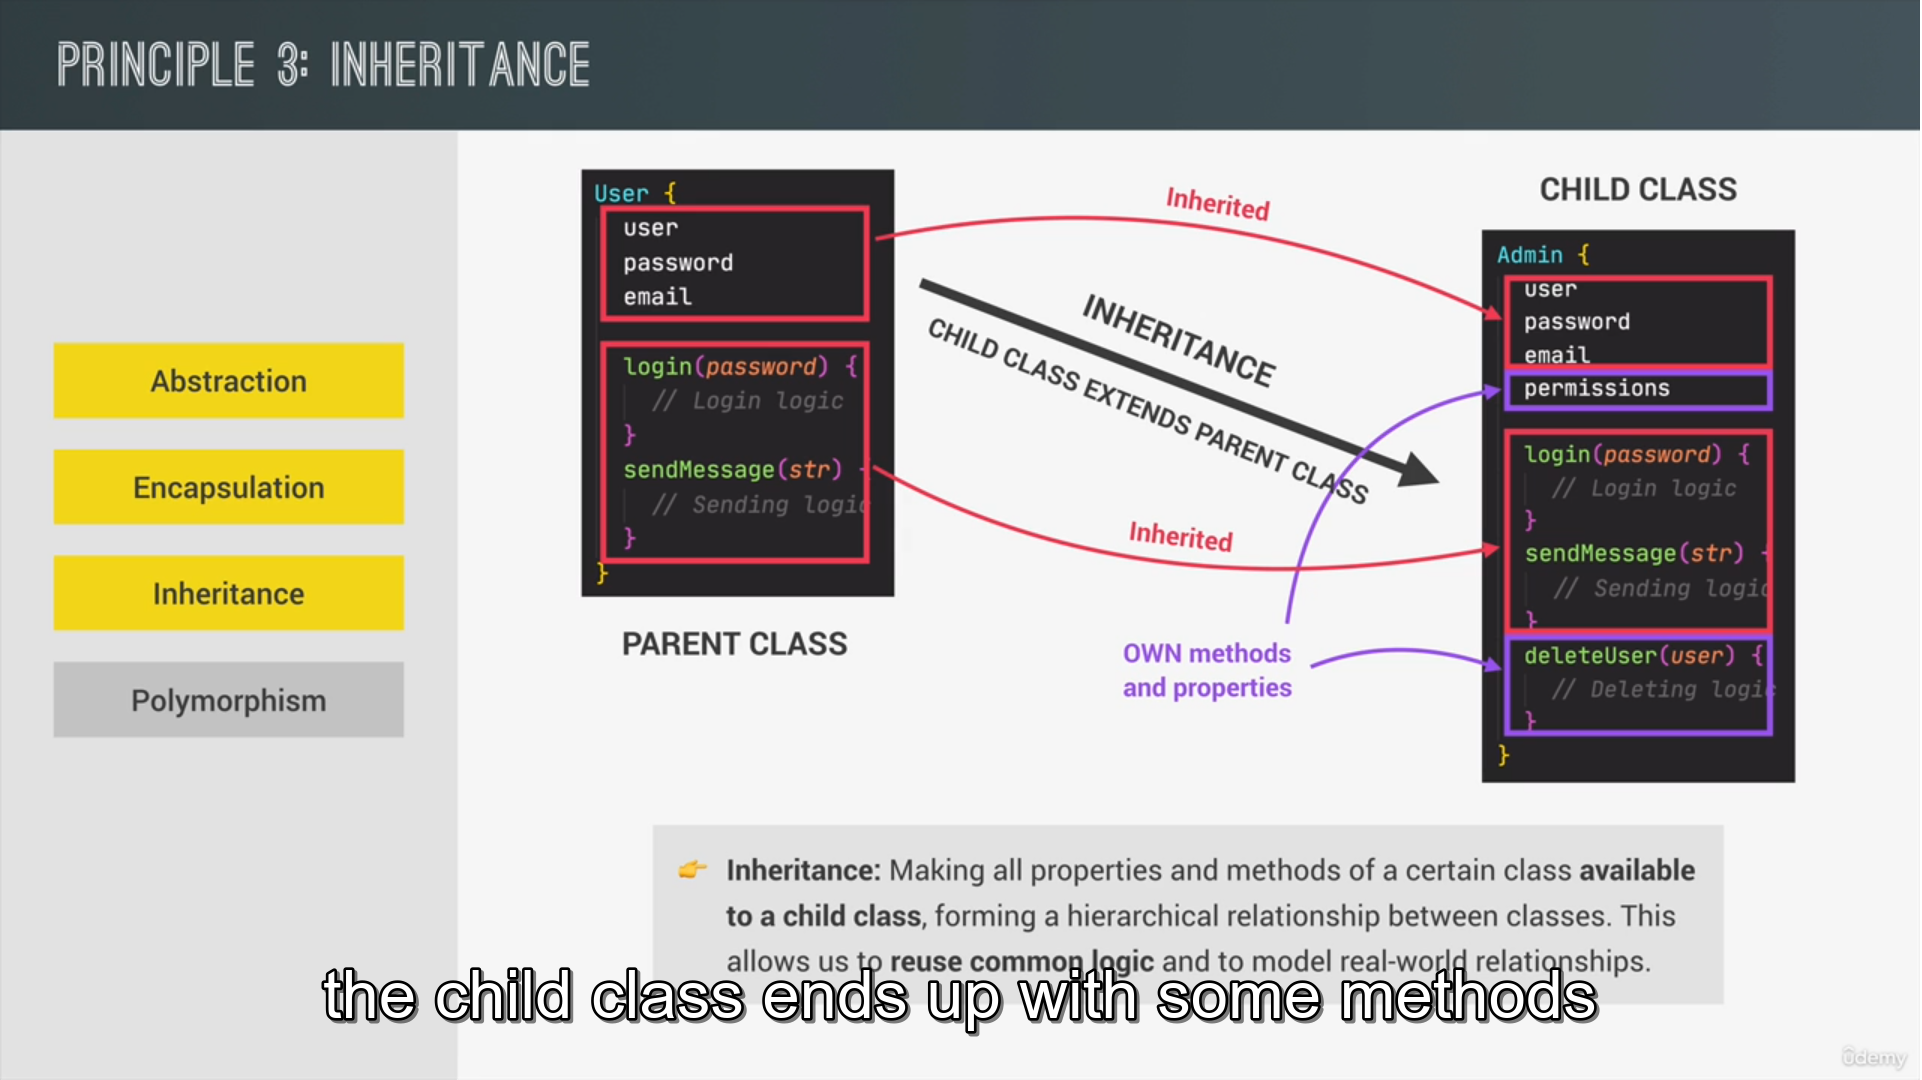 PRINCIPLE 3: INHERITANCE
Abstraction
Encapsulation
Inheritance
Polymorphism
User {
user
password
email
login(password) {
// Login logic
}
sendMessage(str) {
// Sending logic
}
}
PARENT CLASS
Inherited
INHERITANCE
CHILD CLASS EXTENDS PARENT CLASS
Inherited
OWN methods
and properties
CHILD CLASS
Admin {
user
password
email
permissions
login(password) {
// Login logic
}
sendMessage(str) {
// Sending logic
}
deleteUser(user) {
// Deleting logic
}
}
👉 Inheritance: Making all properties and methods of a certain class available
to a child class, forming a hierarchical relationship between classes. This
allows us to reuse common logic and to model real-world relationships.
the child class ends up with some methods
ûdemy